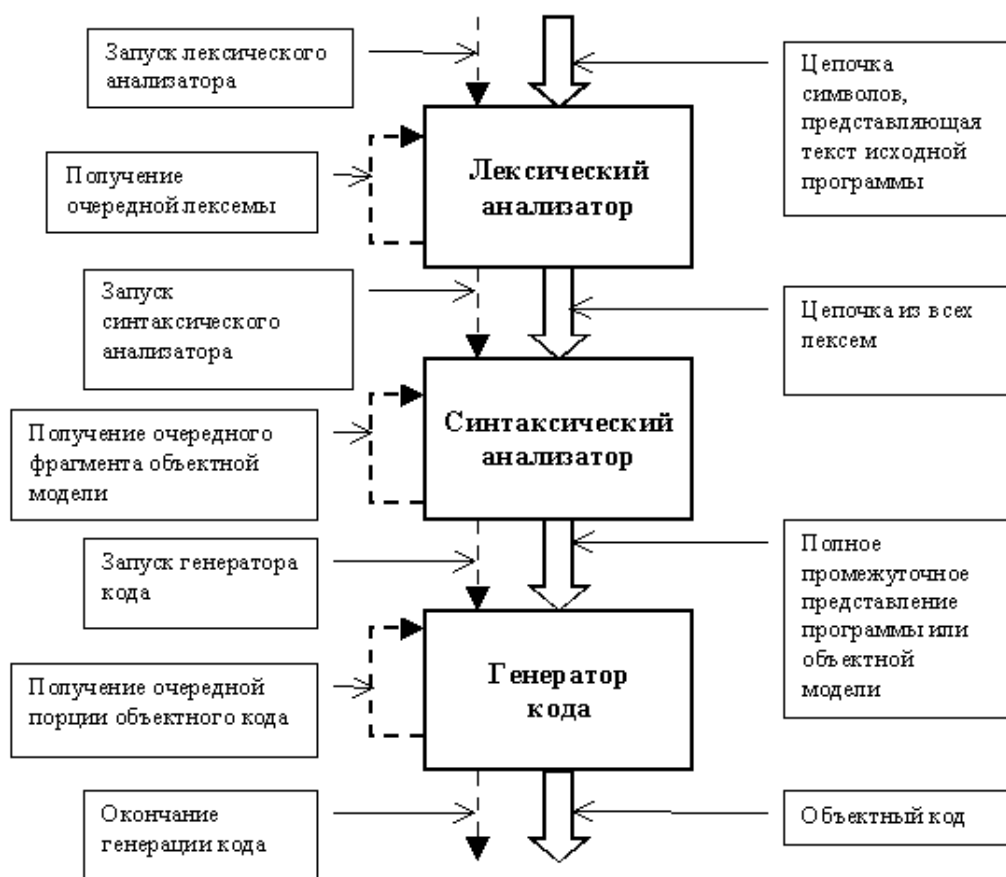 Запуск лексического
анализатора
Цепочка
символов,
представляющая
текст исходной
программы
Лексический
анализатор
Получение
очередной лексемы
Запуск
синтаксического
анализатора
Цепочка из всех
лексем
Синтаксический
анализатор
Получение очередного
фрагмента объектной
модели
Запуск генератора
кода
Полное
промежуточное
представление
программы или
объектной
модели
Генератор
кода
Получение очередной
порции объектного кода
Окончание
генерации кода
Объектный код